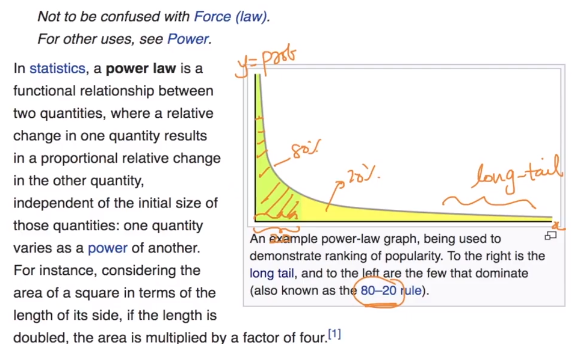 Not to be confused with Force (law).
For other uses, see Power.
In statistics, a power law is a
functional relationship between
two quantities, where a relative
change in one quantity results
in a proportional relative change
in the other quantity,
independent of the initial size of
those quantities: one quantity
varies as a power of another.
For instance, considering the
area of a square in terms of the
length of its side, if the length is
doubled, the area is multiplied by a factor of four.[1]
y=prob
80%
20%
long-tail
An example power-law graph, being used to
demonstrate ranking of popularity. To the right is the
long tail, and to the left are the few that dominate
(also known as the 80–20 rule).